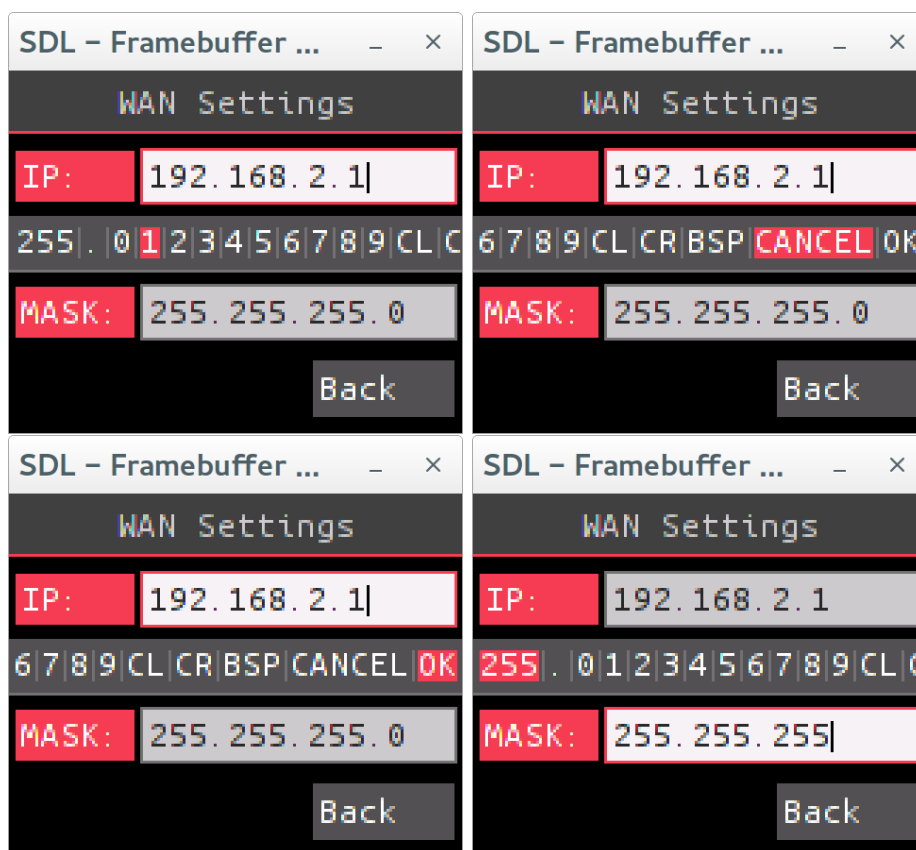 SDL – Framebuffer ...
WAN Settings
IP: 192.168.2.1
255|.|0|1|2|3|4|5|6|7|8|9|CL|C
MASK: 255.255.255.0
Back
SDL – Framebuffer ...
WAN Settings
IP: 192.168.2.1
6|7|8|9|CL|CR|BSP|CANCEL|OK
MASK: 255.255.255.0
Back
SDL – Framebuffer ...
WAN Settings
IP: 192.168.2.1
6|7|8|9|CL|CR|BSP|CANCEL|OK
MASK: 255.255.255.0
Back
SDL – Framebuffer ...
WAN Settings
IP: 192.168.2.1
255|.|0|1|2|3|4|5|6|7|8|9|CL|C
MASK: 255.255.255
Back